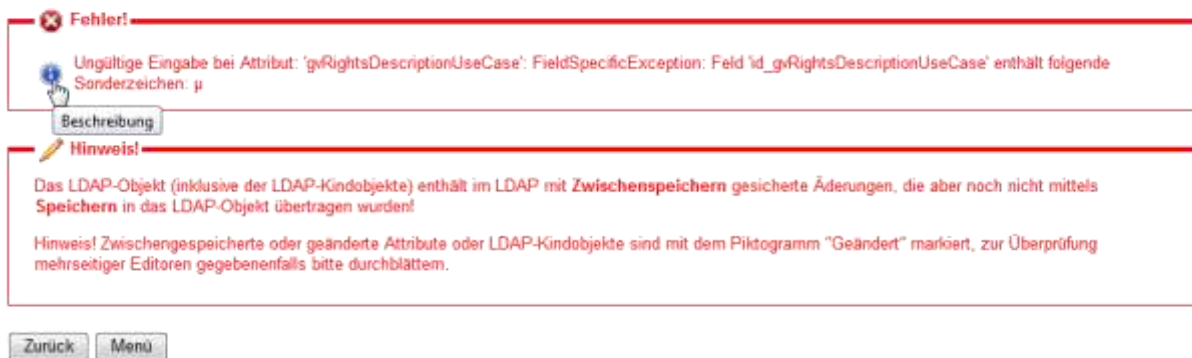 Fehler!
Ungültige Eingabe bei Attribut: 'gvRightsDescriptionUseCase': FieldSpecificException: Feld 'id_gvRightsDescriptionUseCase' enthält folgende
Sonderzeichen: µ
Beschreibung
Hinweis!
Das LDAP-Objekt (inklusive der LDAP-Kindobjekte) enthält im LDAP mit Zwischenspeichern gesicherte Äderungen, die aber noch nicht mittels
Speichern in das LDAP-Objekt übertragen wurden!
Hinweis! Zwischengespeicherte oder geänderte Attribute oder LDAP-Kindobjekte sind mit dem Piktogramm "Geändert" markiert, zur Überprüfung
mehrseitiger Editoren gegebenenfalls bitte durchblättern.
Zurück Menü